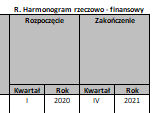 R. Harmonogram rzeczowo - finansowy
Rozpoczęcie Zakończenie
Kwartał Rok Kwartał Rok
I 2020 IV 2021